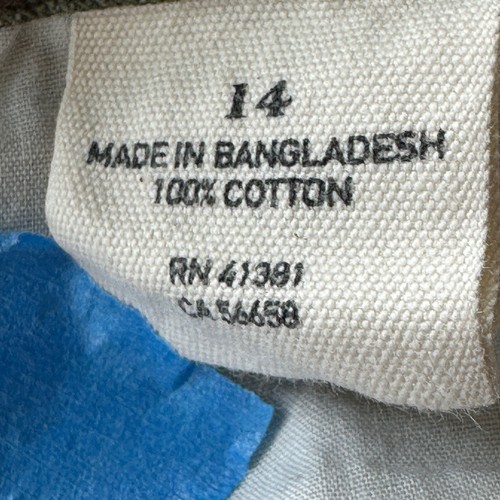 14
MADE IN BANGLADESH
100% COTTON
RN 41381
CA 56658